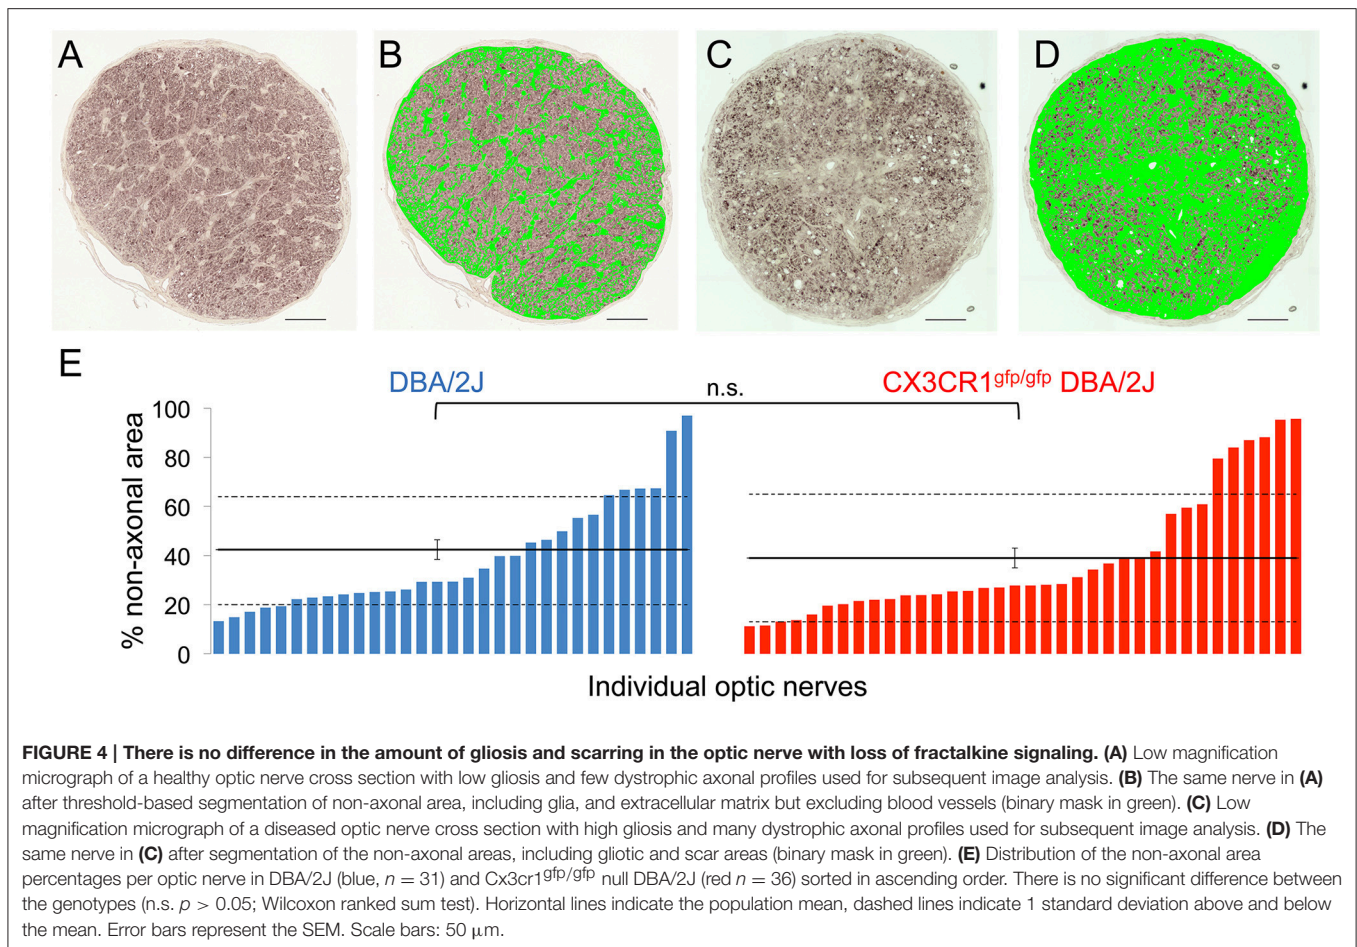 A
B
C
D
E
DBA/2J
n.s.
CX3CR1gfp/gfp DBA/2J
% non-axonal area
100
80
60
40
20
0
Individual optic nerves
FIGURE 4 | There is no difference in the amount of gliosis and scarring in the optic nerve with loss of fractalkine signaling. (A) Low magnification
micrograph of a healthy optic nerve cross section with low gliosis and few dystrophic axonal profiles used for subsequent image analysis. (B) The same nerve in (A)
after threshold-based segmentation of non-axonal area, including glia, and extracellular matrix but excluding blood vessels (binary mask in green). (C) Low
magnification micrograph of a diseased optic nerve cross section with high gliosis and many dystrophic axonal profiles used for subsequent image analysis. (D) The
same nerve in (C) after segmentation of the non-axonal areas, including gliotic and scar areas (binary mask in green). (E) Distribution of the non-axonal area
percentages per optic nerve in DBA/2J (blue, n = 31) and Cx3cr1gfp/gfp null DBA/2J (red n = 36) sorted in ascending order. There is no significant difference between
the genotypes (n.s. p > 0.05; Wilcoxon ranked sum test). Horizontal lines indicate the population mean, dashed lines indicate 1 standard deviation above and below
the mean. Error bars represent the SEM. Scale bars: 50 μm.